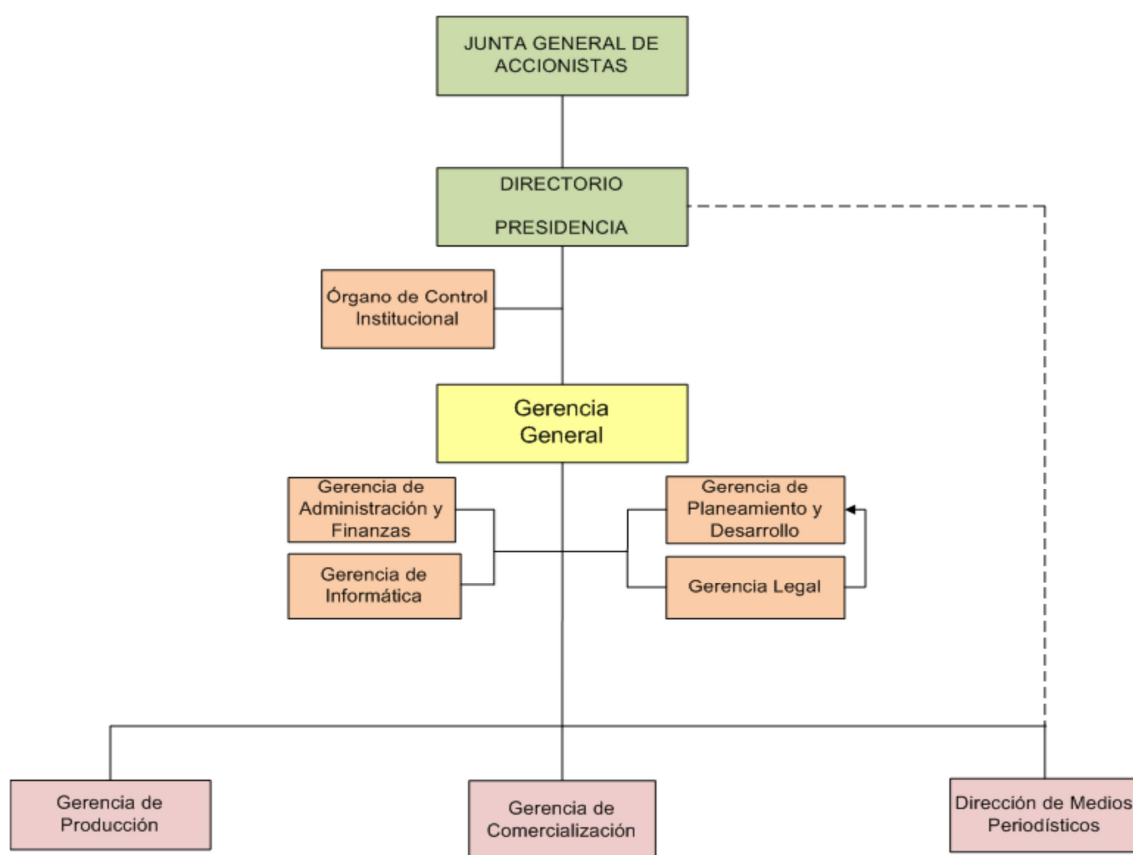 JUNTA GENERAL DE
ACCIONISTAS
DIRECTORIO
PRESIDENCIA
Órgano de Control
Institucional
Gerencia
General
Gerencia de
Administración y
Finanzas
Gerencia de
Planeamiento y
Desarrollo
Gerencia de
Informática
Gerencia Legal
Gerencia de
Producción
Gerencia de
Comercialización
Dirección de Medios
Periodísticos